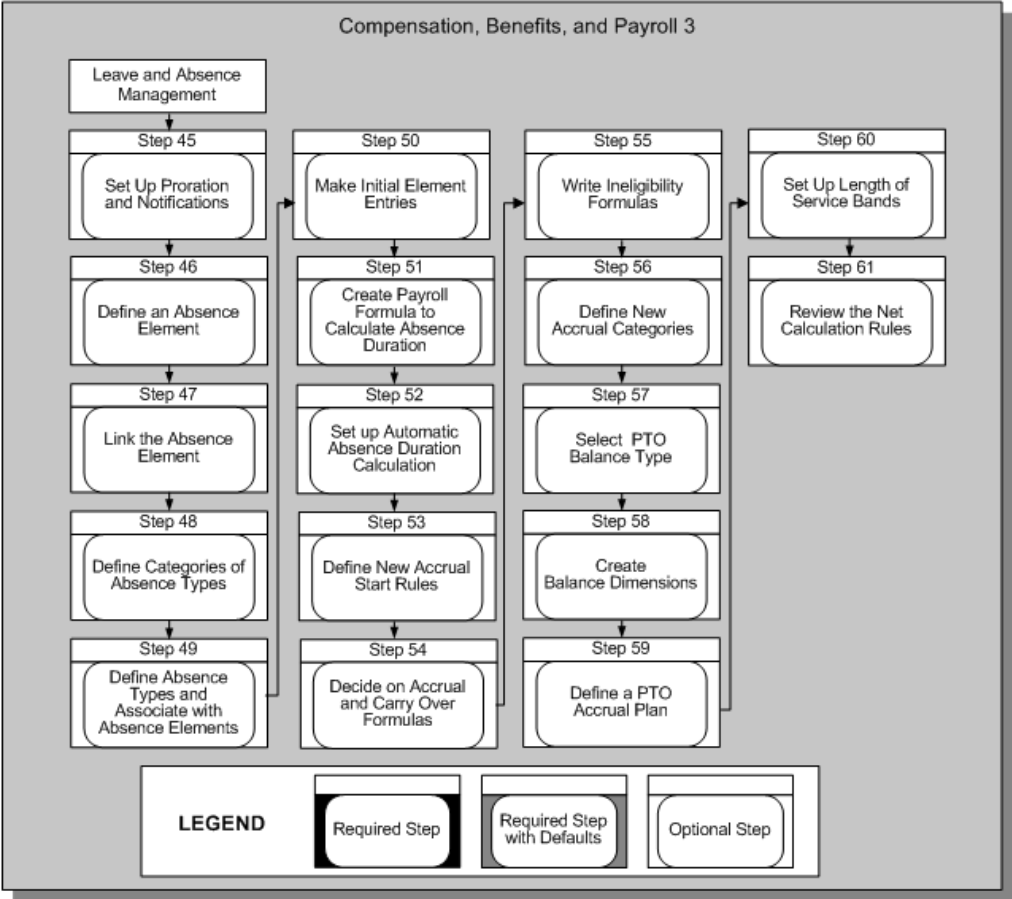 Compensation, Benefits, and Payroll 3
Leave and Absence
Management
Step 45
Set Up Proration
and Notifications
Step 46
Define an Absence
Element
Step 47
Link the Absence
Element
Step 48
Define Categories of
Absence Types
Step 49
Define Absence
Types and
Associate with
Absence Elements
Step 50
Make Initial Element
Entries
Step 51
Create Payroll
Formula to
Calculate Absence
Duration
Step 52
Set up Automatic
Absence Duration
Calculation
Step 53
Define New Accrual
Start Rules
Step 54
Decide on Accrual
and Carry Over
Formulas
Step 55
Write Ineligibility
Formulas
Step 56
Define New
Accrual Categories
Step 57
Select PTO
Balance Type
Step 58
Create
Balance Dimensions
Step 59
Define a PTO
Accrual Plan
Step 60
Set Up Length of
Service Bands
Step 61
Review the Net
Calculation Rules
LEGEND
Required Step
Required Step
with Defaults
Optional Step